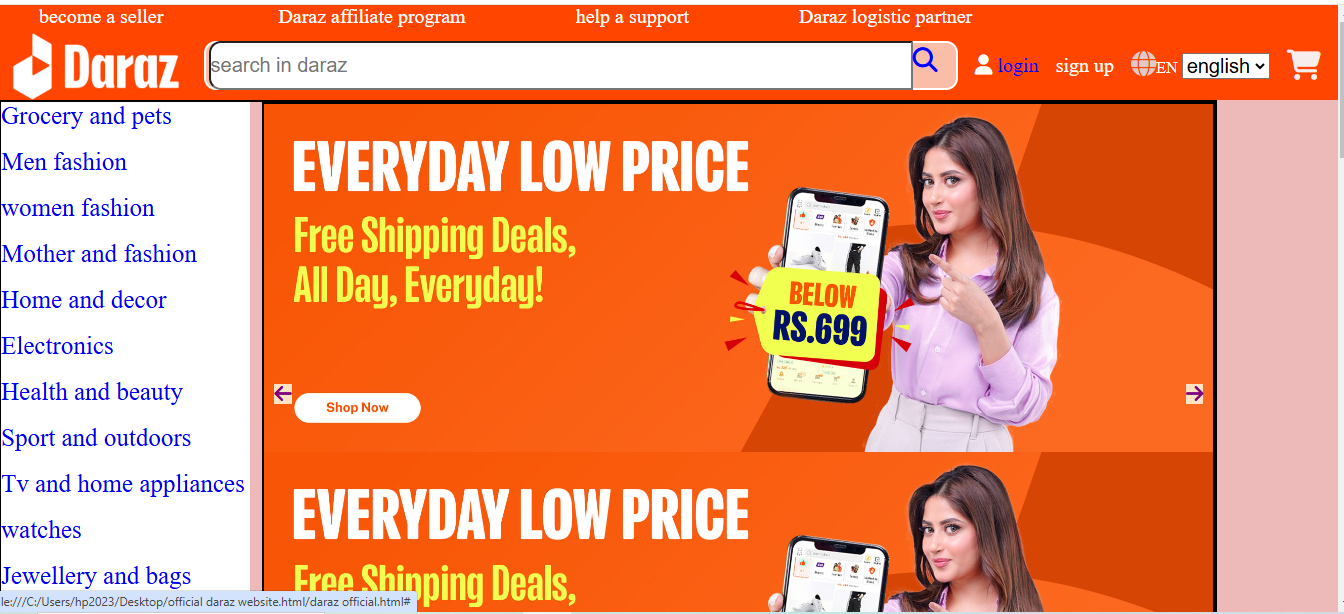 become a seller Daraz affiliate program help a support Daraz logistic partner
Daraz search in daraz login sign up EN english
Grocery and pets
Men fashion
women fashion
Mother and fashion
Home and decor
Electronics
Health and beauty
Sport and outdoors
Tv and home appliances
watches
Jewellery and bags
EVERYDAY LOW PRICE
Free Shipping Deals,
All Day, Everyday!
BELOW
RS.699
Shop Now
EVERYDAY LOW PRICE
Free Shipping Deals,
le:///C:/Users/hp2023/Desktop/official daraz website.html/daraz official.html#